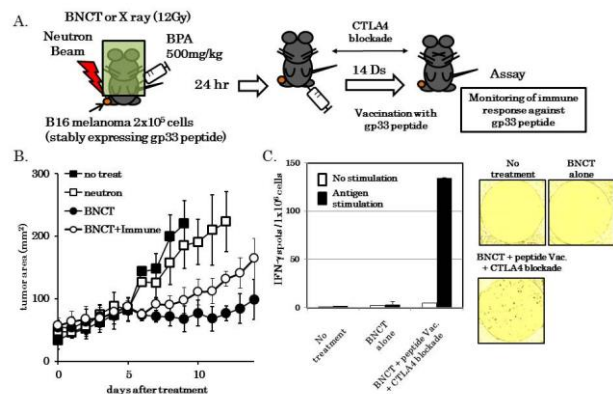 A.
BNCT or X ray (12Gy)
Neutron
Beam
BPA
500mg/kg
24 hr
B16 melanoma 2x10⁵ cells
(stably expressing gp33 peptide)
CTLA4
blockade
14 Ds
Vaccination with
gp33 peptide
Assay
Monitoring of immune
response against
gp33 peptide
B.
no treat
neutron
BNCT
BNCT+Immune
tumor area (mm²)
300
200
100
0
0
5
10
days after treatment
C.
No stimulation
Antigen
stimulation
IFN-γ spots/1x10⁶ cells
150
100
50
0
No
treatment
BNCT
alone
BNCT + peptide Vac.
+ CTLA4 blockade
No
treatment
BNCT
alone
BNCT + peptide Vac.
+ CTLA4 blockade